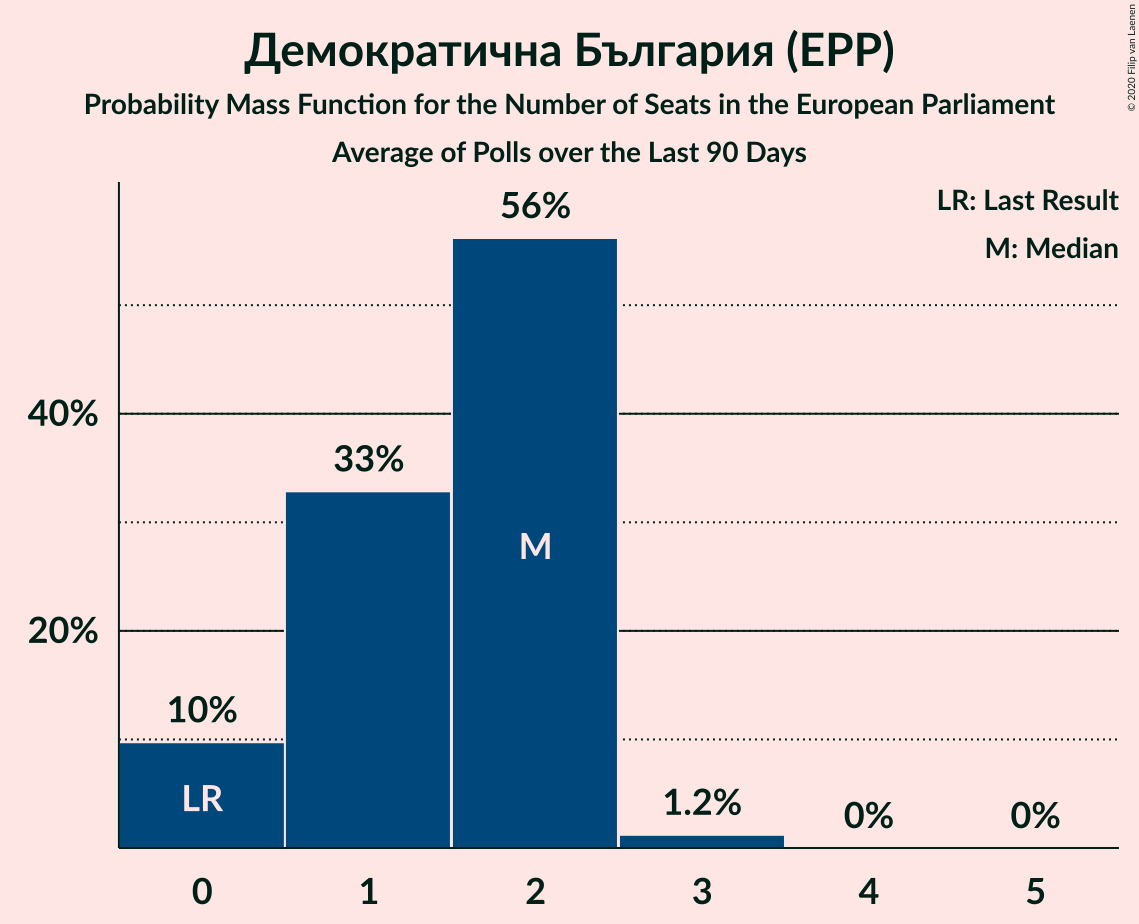 Демократична България (EPP)
Probability Mass Function for the Number of Seats in the European Parliament
Average of Polls over the Last 90 Days
© 2020 Filip van Laenen
LR: Last Result
M: Median
56%
40%
33%
M
20%
10%
LR
1.2%
0%
0%
0 1 2 3 4 5